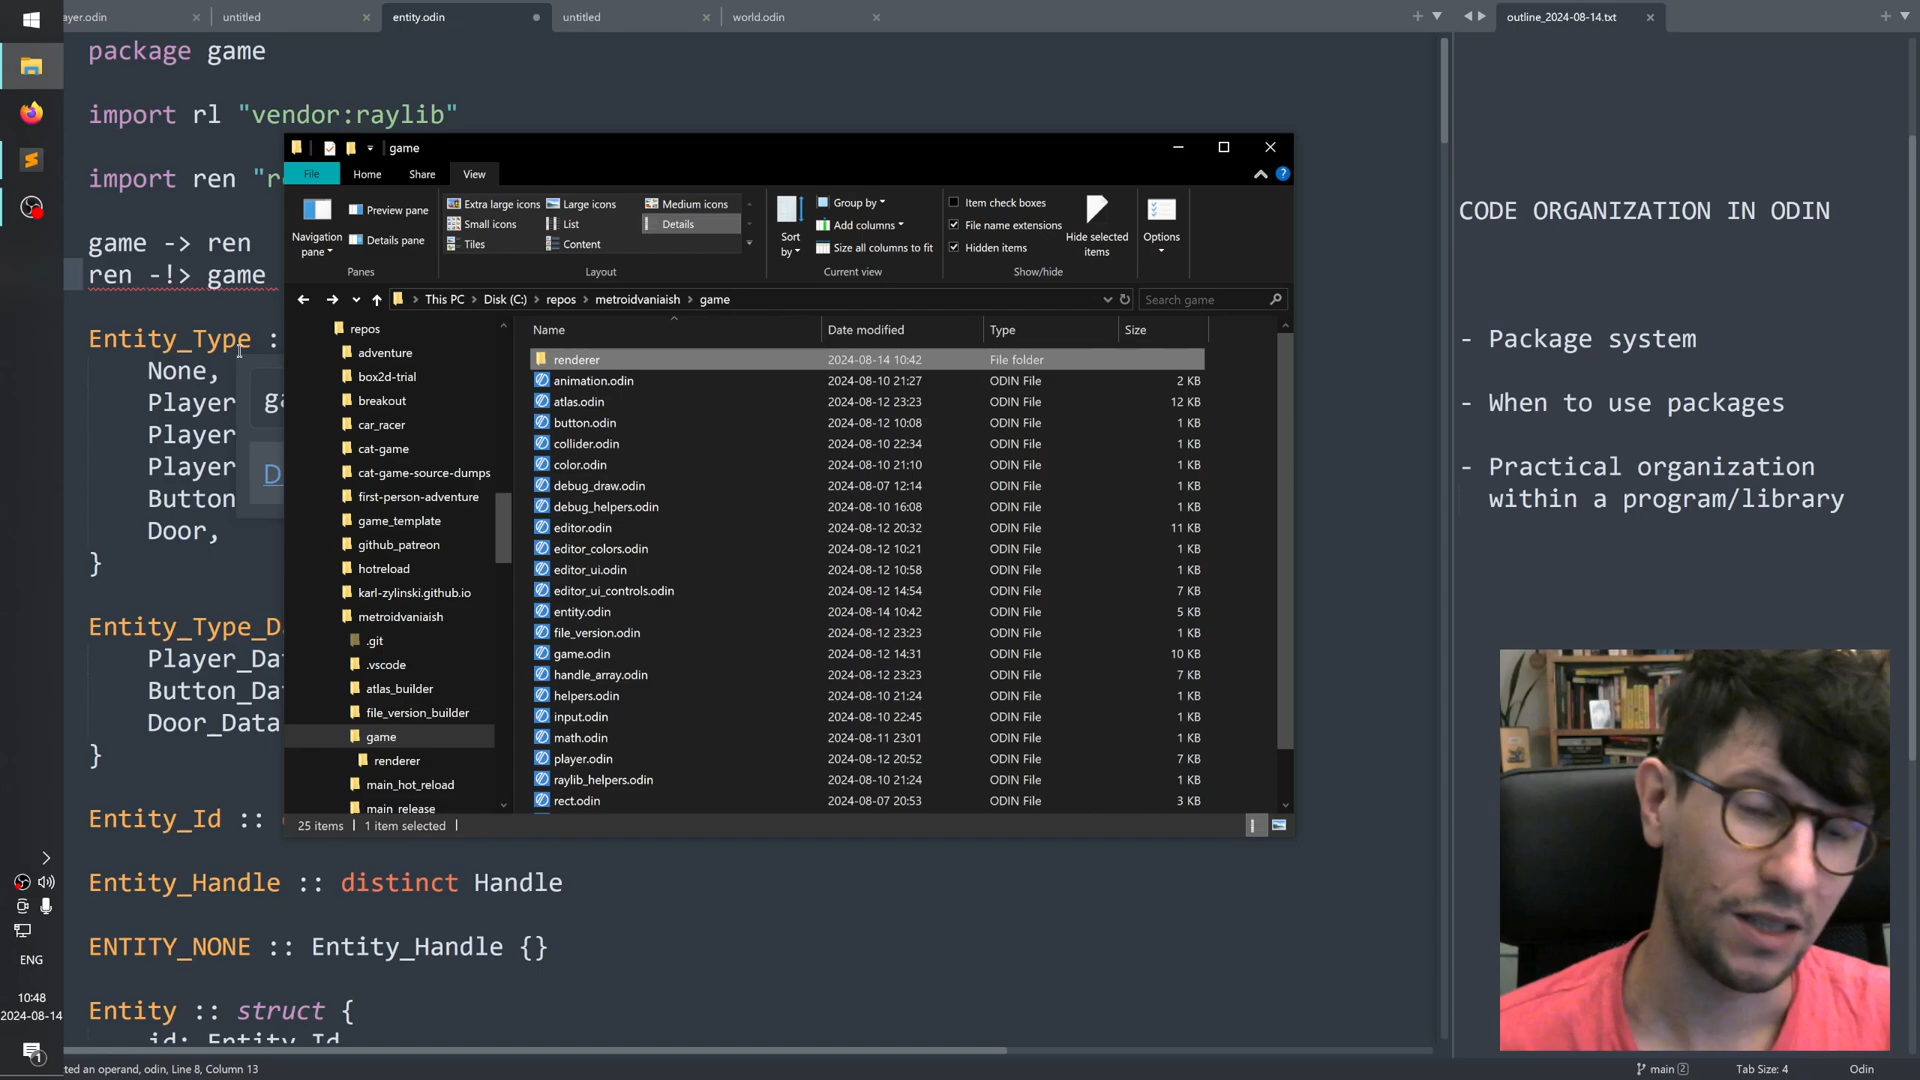 ayer.odin
untitled
entity.odin
untitled
world.odin
outline_2024-08-14.txt
package game
import rl "vendor:raylib"
import ren "r
game -> ren
ren -!> game
Entity_Type :
None,
Player
Player
Player
Button
Door,
}
Entity_Type_D
Player_Dat
Button_Dat
Door_Data
}
Entity_Id ::
Entity_Handle :: distinct Handle
ENTITY_NONE :: Entity_Handle {}
Entity :: struct {
id: Entity_Id
game
File
Home
Share
View
Navigation pane
Preview pane
Details pane
Panes
Extra large icons
Large icons
Medium icons
Small icons
List
Details
Tiles
Content
Layout
Sort by
Group by
Add columns
Size all columns to fit
Current view
Item check boxes
File name extensions
Hidden items
Hide selected items
Show/hide
Options
This PC > Disk (C:) > repos > metroidvaniaish > game
Search game
repos
adventure
box2d-trial
breakout
car_racer
cat-game
cat-game-source-dumps
first-person-adventure
game_template
github_patreon
hotreload
karl-zylinski.github.io
metroidvaniaish
.git
.vscode
atlas_builder
file_version_builder
game
renderer
main_hot_reload
main_release
Name Date modified Type Size
renderer 2024-08-14 10:42 File folder
animation.odin 2024-08-10 21:27 ODIN File 2 KB
atlas.odin 2024-08-12 23:23 ODIN File 12 KB
button.odin 2024-08-12 10:08 ODIN File 1 KB
collider.odin 2024-08-10 22:34 ODIN File 1 KB
color.odin 2024-08-10 21:10 ODIN File 1 KB
debug_draw.odin 2024-08-07 12:14 ODIN File 1 KB
debug_helpers.odin 2024-08-10 16:08 ODIN File 1 KB
editor.odin 2024-08-12 20:32 ODIN File 11 KB
editor_colors.odin 2024-08-12 10:21 ODIN File 1 KB
editor_ui.odin 2024-08-12 10:58 ODIN File 1 KB
editor_ui_controls.odin 2024-08-12 14:54 ODIN File 7 KB
entity.odin 2024-08-14 10:42 ODIN File 5 KB
file_version.odin 2024-08-12 23:23 ODIN File 1 KB
game.odin 2024-08-12 14:31 ODIN File 10 KB
handle_array.odin 2024-08-12 23:23 ODIN File 7 KB
helpers.odin 2024-08-10 21:24 ODIN File 1 KB
input.odin 2024-08-10 22:45 ODIN File 1 KB
math.odin 2024-08-11 23:01 ODIN File 1 KB
player.odin 2024-08-12 20:52 ODIN File 7 KB
raylib_helpers.odin 2024-08-10 21:24 ODIN File 1 KB
rect.odin 2024-08-07 20:53 ODIN File 3 KB
25 items
1 item selected
CODE ORGANIZATION IN ODIN
- Package system
- When to use packages
- Practical organization
within a program/library
ENG
10:48
2024-08-14
1
ted an operand, odin, Line 8, Column 13
main 2
Tab Size: 4
Odin